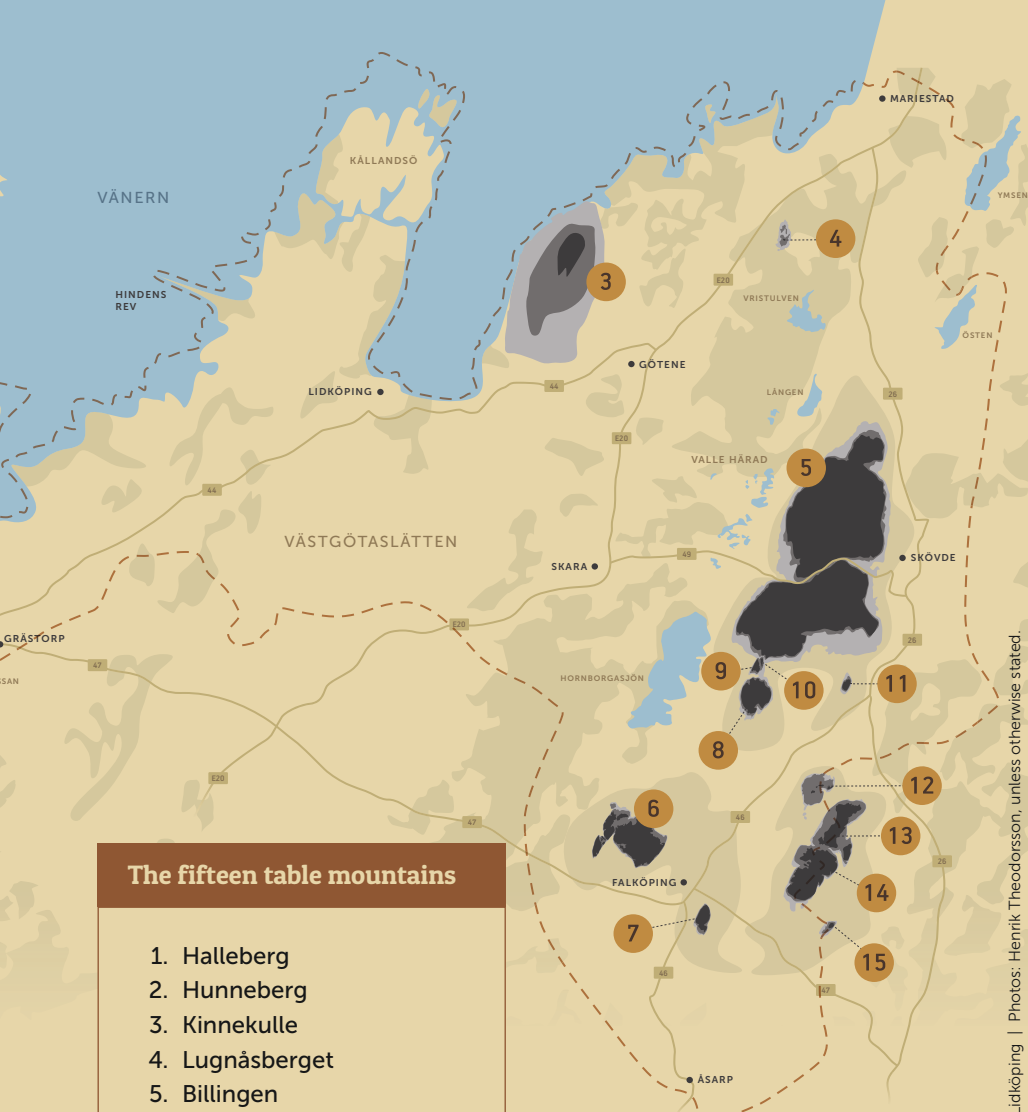 MARIESTAD
KÅLLANDSÖ
VÄNERN
YMSEN
4
3
E20
HINDENS
REV
VRISTULVEN
ÖSTEN
GÖTENE
LIDKÖPING
44
LÅNGEN
26
E20
VALLE HÄRAD
5
44
VÄSTGÖTASLÄTTEN
49
SKÖVDE
SKARA
E20
GRÄSTORP
26
47
9
HORNBORGASJÖN
SSAN
10
11
8
E20
12
6
46
47
13
26
FALKÖPING
14
7
15
46
47
ÅSARP
The fifteen table mountains
1. Halleberg
2. Hunneberg
3. Kinnekulle
4. Lugnåsberget
5. Billingen
idköping | Photos: Henrik Theodorsson, unless otherwise stated.